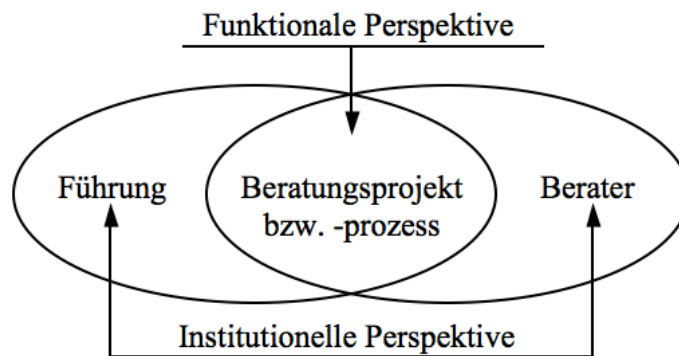 Funktionale Perspektive
Führung
Beratungsprojekt
bzw. -prozess
Berater
Institutionelle Perspektive